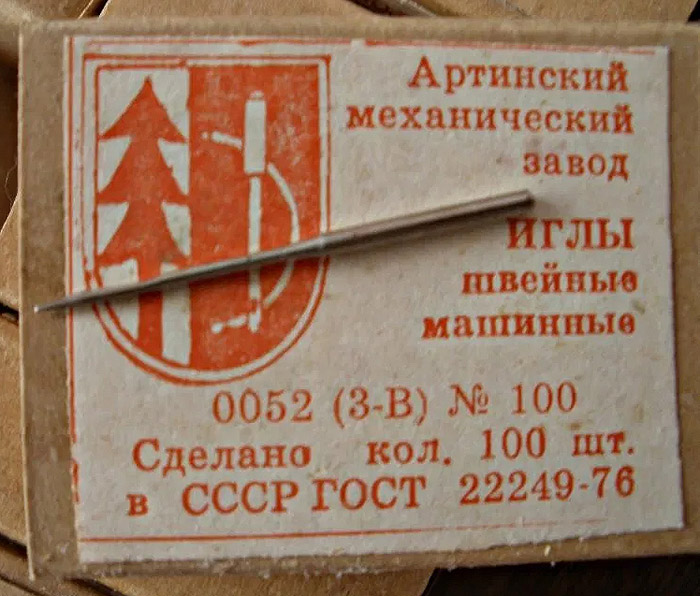 Артинский
механический
завод
ИГЛЫ
швейные
машинные
0052 (3-В) № 100
Сделано кол. 100 шт.
в СССР ГОСТ 22249-76